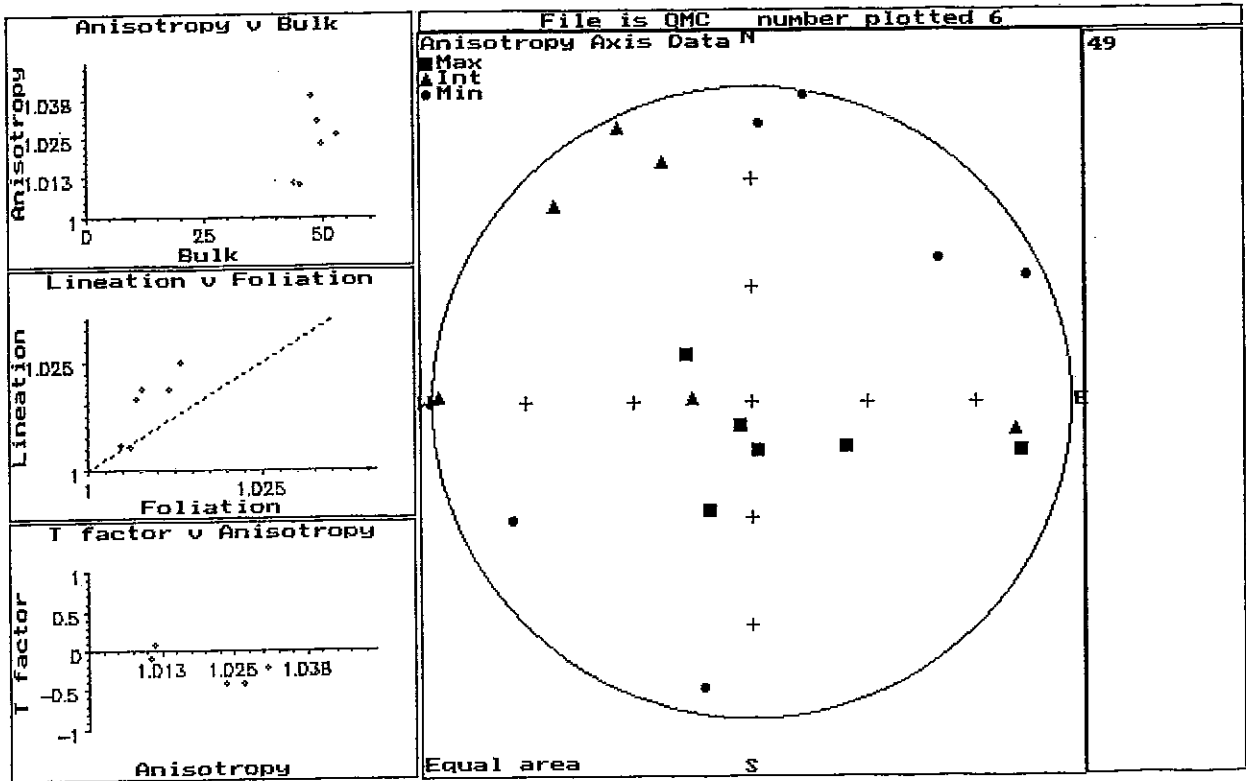 File is QMC number plotted 6
Anisotropy v Bulk
Anisotropy
1.038
1.025
1.013
1
0 25 50
Bulk
Lineation v Foliation
Lineation
1.025
1
1 1.025
Foliation
T factor v Anisotropy
T factor
1
0.5
0
-0.5
-1
1.013 1.025 1.038
Anisotropy
Anisotropy Axis Data N
Max
Int
Min
E
Equal area S
49